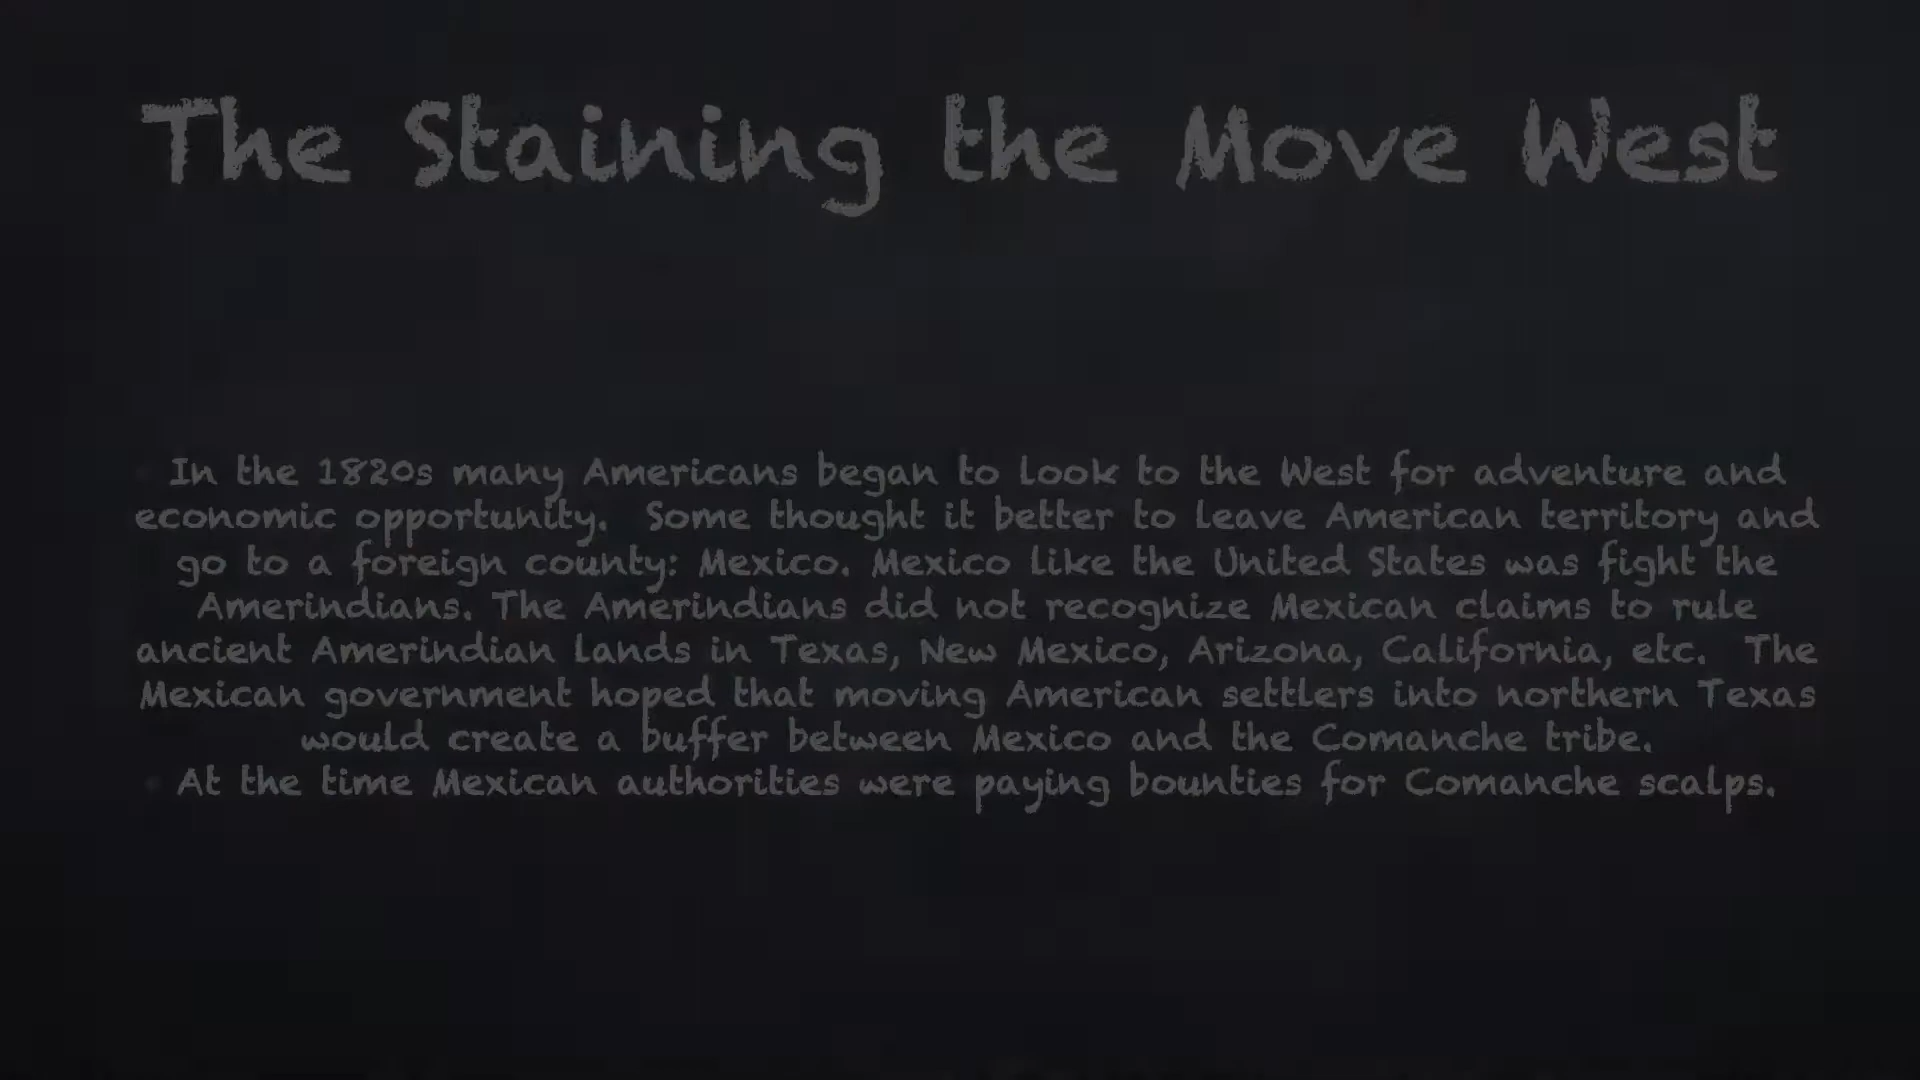 The Staining the Move West
• In the 1820s many Americans began to look to the West for adventure and
economic opportunity.  Some thought it better to leave American territory and
go to a foreign county: Mexico. Mexico like the United States was fight the
Amerindians. The Amerindians did not recognize Mexican claims to rule
ancient Amerindian lands in Texas, New Mexico, Arizona, California, etc.  The
Mexican government hoped that moving American settlers into northern Texas
would create a buffer between Mexico and the Comanche tribe.
• At the time Mexican authorities were paying bounties for Comanche scalps.